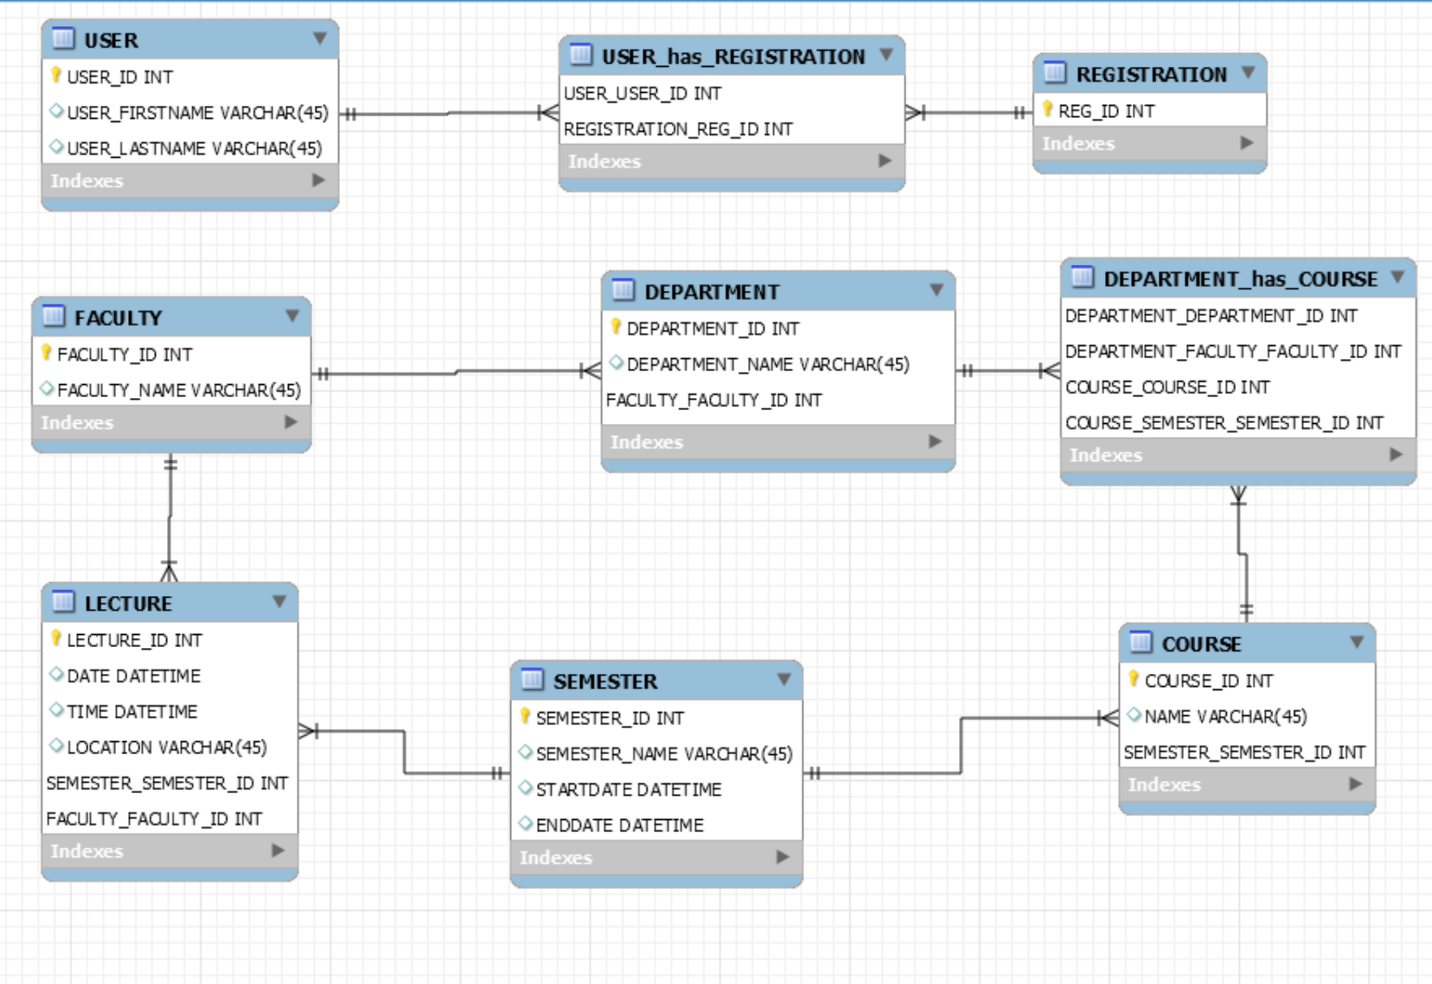 USER
USER_ID INT
USER_FIRSTNAME VARCHAR(45)
USER_LASTNAME VARCHAR(45)
Indexes
USER_has_REGISTRATION
USER_USER_ID INT
REGISTRATION_REG_ID INT
Indexes
REGISTRATION
REG_ID INT
Indexes
FACULTY
FACULTY_ID INT
FACULTY_NAME VARCHAR(45)
Indexes
DEPARTMENT
DEPARTMENT_ID INT
DEPARTMENT_NAME VARCHAR(45)
FACULTY_FACULTY_ID INT
Indexes
DEPARTMENT_has_COURSE
DEPARTMENT_DEPARTMENT_ID INT
DEPARTMENT_FACULTY_FACULTY_ID INT
COURSE_COURSE_ID INT
COURSE_SEMESTER_SEMESTER_ID INT
Indexes
LECTURE
LECTURE_ID INT
DATE DATETIME
TIME DATETIME
LOCATION VARCHAR(45)
SEMESTER_SEMESTER_ID INT
FACULTY_FACULTY_ID INT
Indexes
SEMESTER
SEMESTER_ID INT
SEMESTER_NAME VARCHAR(45)
STARTDATE DATETIME
ENDDATE DATETIME
Indexes
COURSE
COURSE_ID INT
NAME VARCHAR(45)
SEMESTER_SEMESTER_ID INT
Indexes